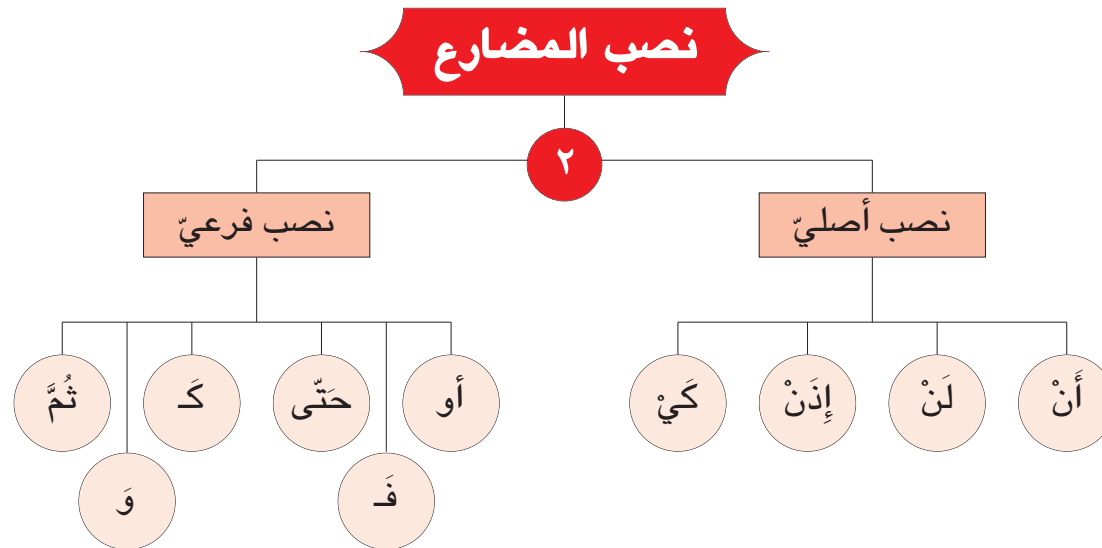 نصب المضارع
٢
نصب أصليّ
نصب فرعيّ
أَنْ
لَنْ
إِذَنْ
كَيْ
أو
فَـ
حَتّى
كَـ
وَ
ثُمَّ